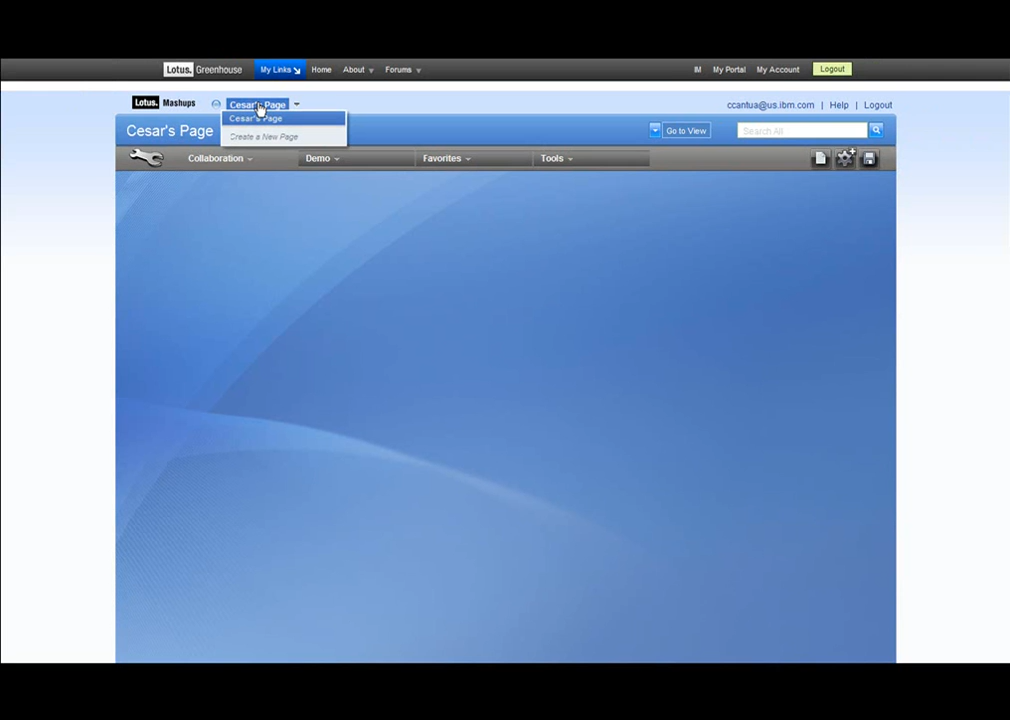 Lotus. Greenhouse My Links Home About Forums IM My Portal My Account Logout
Lotus. Mashups Cesar's Page ccantua@us.ibm.com | Help | Logout
Cesar's Page
Cesar's Page Go to View Search All
Create a New Page
Collaboration Demo Favorites Tools